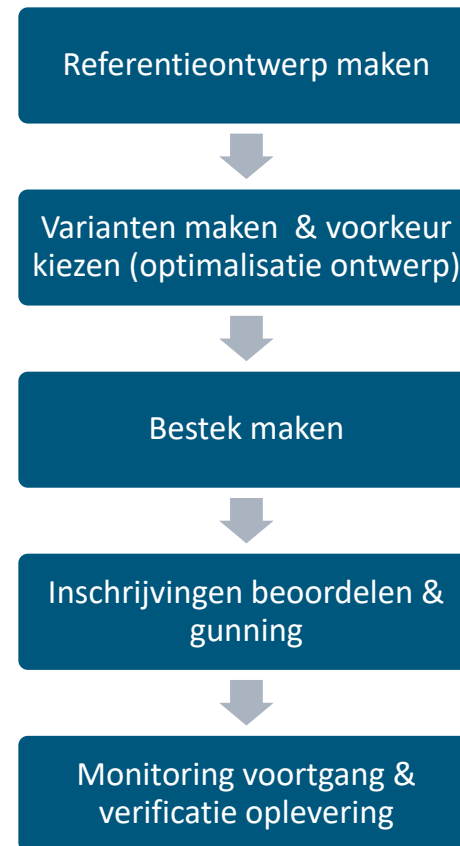 Referentieontwerp maken
Varianten maken & voorkeur
kiezen (optimalisatie ontwerp)
Bestek maken
Inschrijvingen beoordelen &
gunning
Monitoring voortgang &
verificatie oplevering